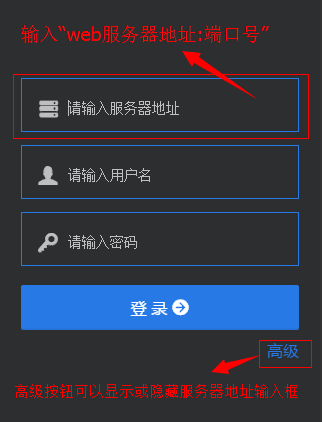 输入“web服务器地址:端口号”
请输入服务器地址
请输入用户名
请输入密码
登录
高级
高级按钮可以显示或隐藏服务器地址输入框